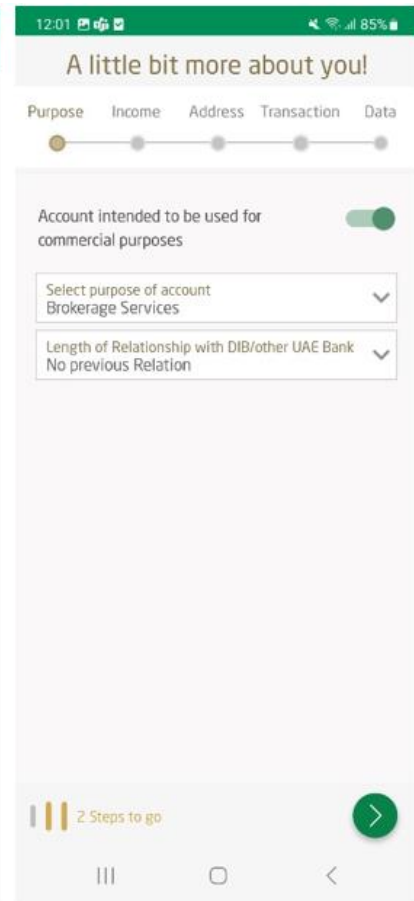 12:01
85%
A little bit more about you!
Purpose Income Address Transaction Data
Account intended to be used for
commercial purposes
Select purpose of account
Brokerage Services
Length of Relationship with DIB/other UAE Bank
No previous Relation
2 Steps to go